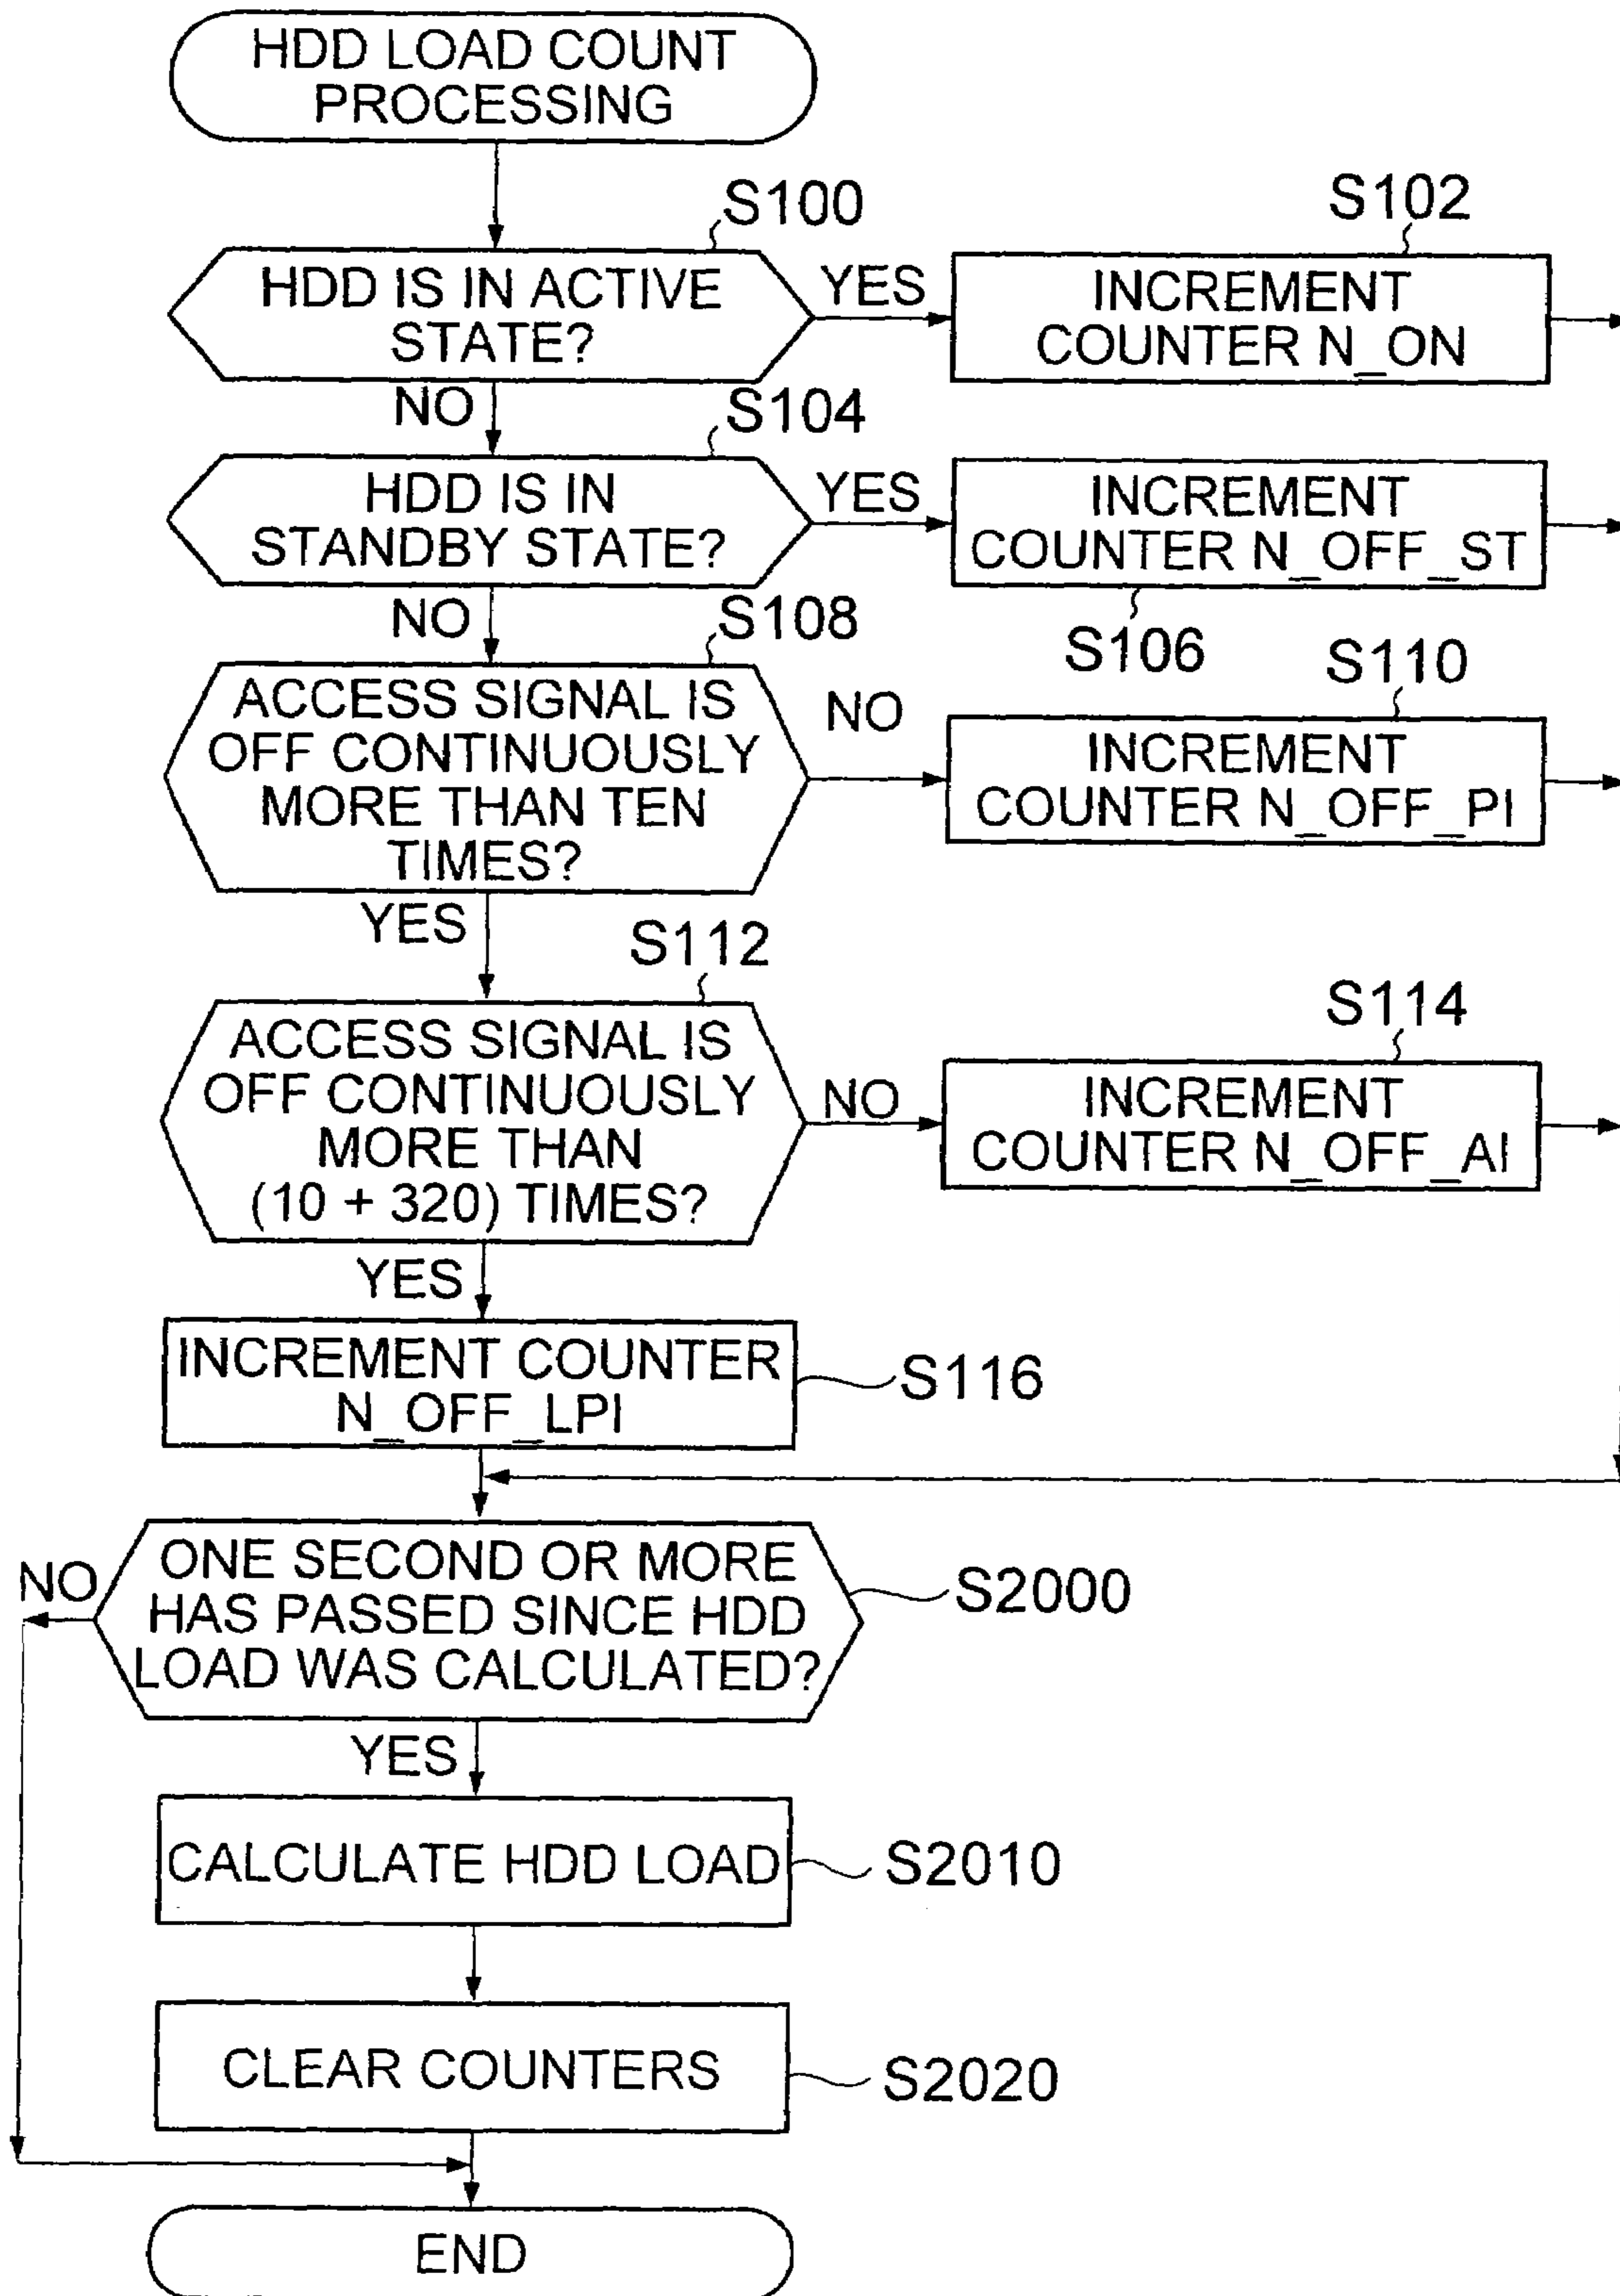 HDD LOAD COUNT
PROCESSING
S100
HDD IS IN ACTIVE
STATE?
YES
S102
INCREMENT
COUNTER N_ON
NO
S104
HDD IS IN
STANDBY STATE?
YES
INCREMENT
COUNTER N_OFF_ST
S106
NO
S108
ACCESS SIGNAL IS
OFF CONTINUOUSLY
MORE THAN TEN
TIMES?
NO
S110
INCREMENT
COUNTER N_OFF_PI
YES
S112
ACCESS SIGNAL IS
OFF CONTINUOUSLY
MORE THAN
(10 + 320) TIMES?
NO
S114
INCREMENT
COUNTER N_OFF_AI
YES
INCREMENT COUNTER
N_OFF_LPI
S116
ONE SECOND OR MORE
HAS PASSED SINCE HDD
LOAD WAS CALCULATED?
S2000
NO
YES
CALCULATE HDD LOAD
S2010
CLEAR COUNTERS
S2020
END